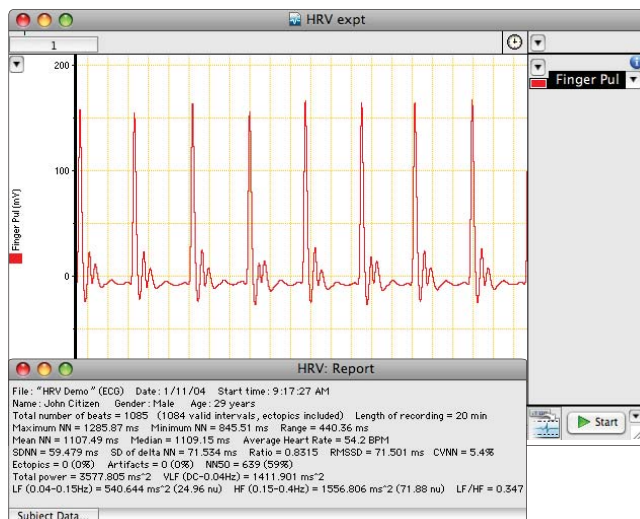 HRV expt
1
200
Finger Pul
100
Finger Pul (mV)
0
HRV: Report
File: "HRV Demo" (ECG) Date: 1/11/04 Start time: 9:17:27 AM
Name: John Citizen Gender: Male Age: 29 years
Total number of beats = 1085 (1084 valid intervals, ectopics included) Length of recording = 20 min
Maximum NN = 1285.87 ms Minimum NN = 845.51 ms Range = 440.36 ms
Mean NN = 1107.49 ms Median = 1109.15 ms Average Heart Rate = 54.2 BPM
SDNN = 59.479 ms SD of delta NN = 71.534 ms Ratio = 0.8315 RMSSD = 71.501 ms CVNN = 5.4%
Ectopics = 0 (0%) Artifacts = 0 (0%) NN50 = 639 (59%)
Total power = 3577.805 ms^2 VLF (DC-0.04Hz) = 1411.901 ms^2
LF (0.04-0.15Hz) = 540.644 ms^2 (24.96 nu) HF (0.15-0.4Hz) = 1556.806 ms^2 (71.88 nu) LF/HF = 0.347
Start
Subject Data...